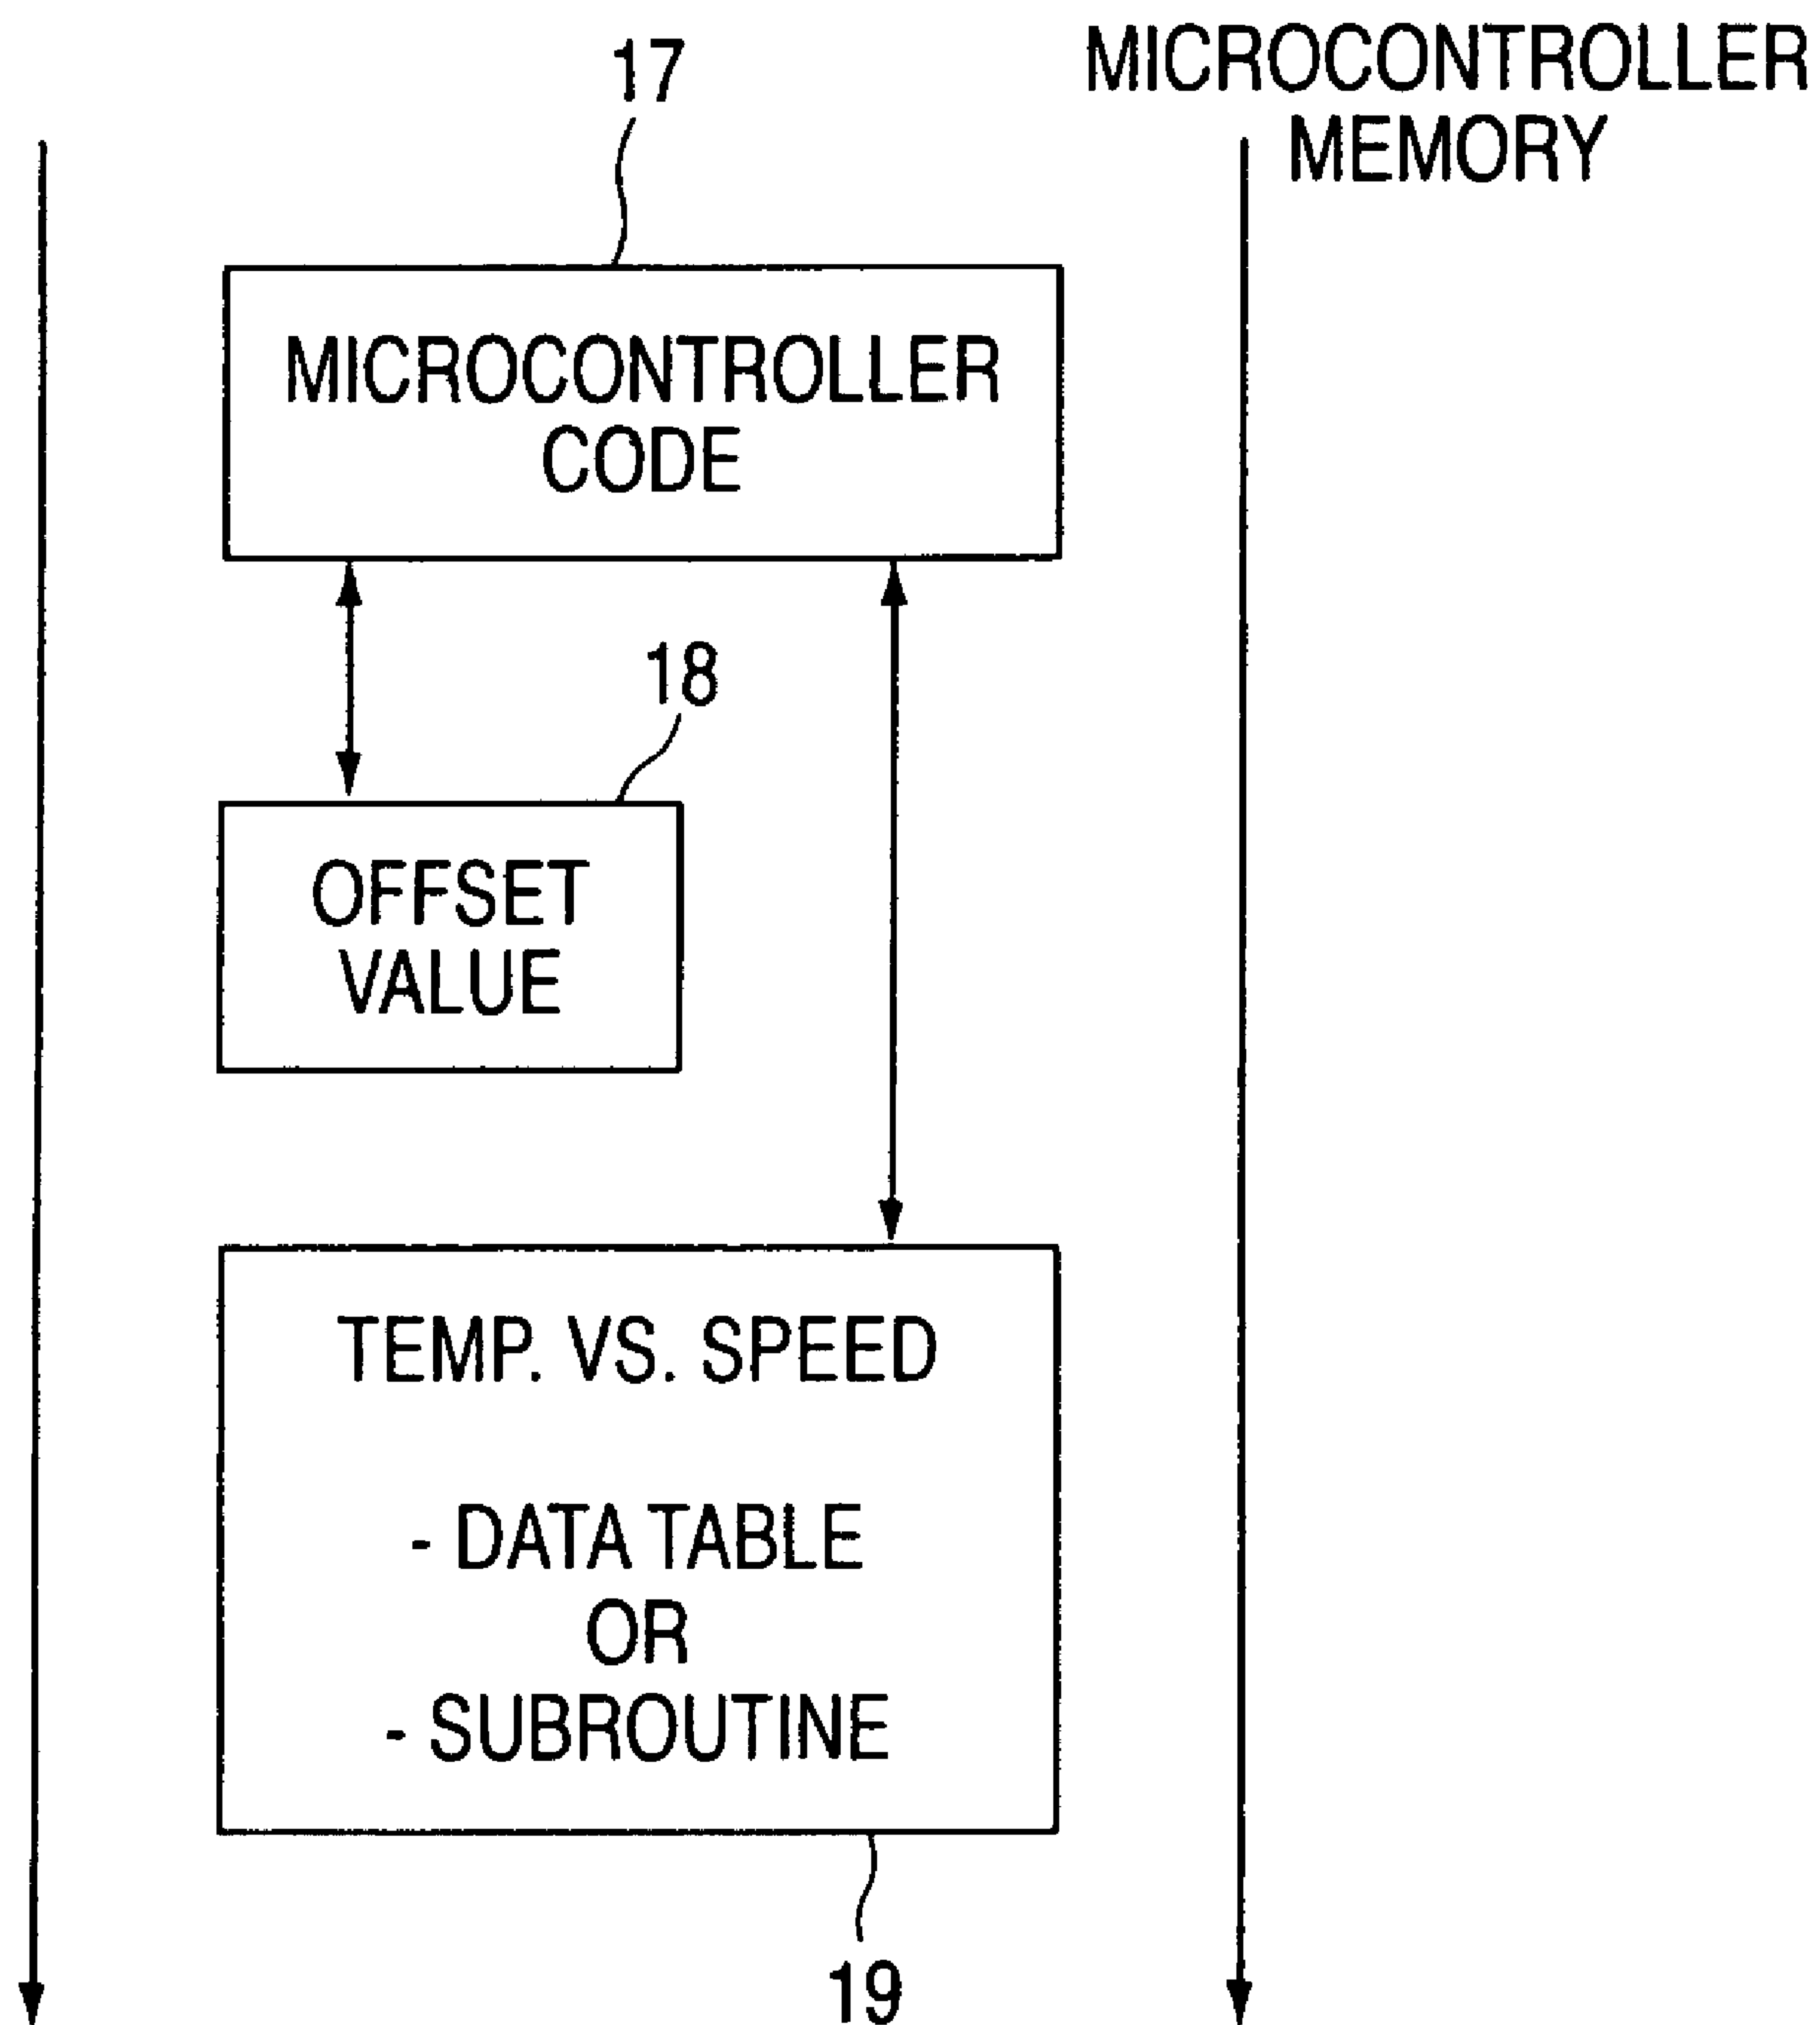 17
MICROCONTROLLER
MEMORY
MICROCONTROLLER
CODE
18
OFFSET
VALUE
TEMP. VS. SPEED
- DATA TABLE
OR
- SUBROUTINE
19